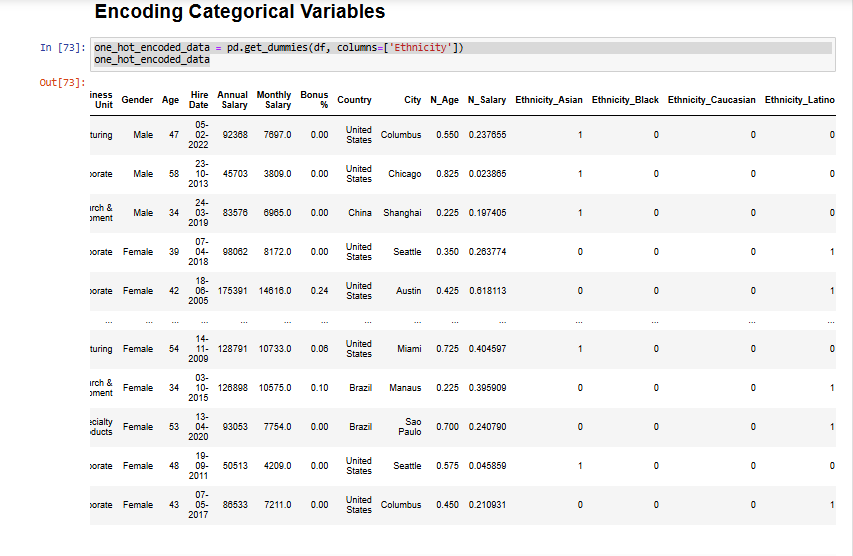 Encoding Categorical Variables
In [73]: one_hot_encoded_data = pd.get_dummies(df, columns=['Ethnicity'])
one_hot_encoded_data
Out[73]:
iness Unit Gender Age Hire Date Annual Salary Monthly Salary Bonus % Country City N_Age N_Salary Ethnicity_Asian Ethnicity_Black Ethnicity_Caucasian Ethnicity_Latino
turing Male 47 05-02-2022 92368 7697.0 0.00 United States Columbus 0.550 0.237655 1 0 0 0
porate Male 58 23-10-2013 45703 3809.0 0.00 United States Chicago 0.825 0.023865 1 0 0 0
irch & oment Male 34 24-03-2019 83576 6965.0 0.00 China Shanghai 0.225 0.197405 1 0 0 0
porate Female 39 07-04-2018 98062 8172.0 0.00 United States Seattle 0.350 0.263774 0 0 0 1
porate Female 42 18-06-2005 175391 14616.0 0.24 United States Austin 0.425 0.618113 0 0 0 1
... ... ... ... ... ... ... ... ... ... ... ... ... ... ...
turing Female 54 14-11-2009 128791 10733.0 0.06 United States Miami 0.725 0.404597 1 0 0 0
irch & oment Female 34 03-10-2015 126898 10575.0 0.10 Brazil Manaus 0.225 0.395909 0 0 0 1
ecialty ducts Female 53 13-04-2020 93053 7754.0 0.00 Brazil Sao Paulo 0.700 0.240790 0 0 0 1
porate Female 48 19-09-2011 50513 4209.0 0.00 United States Seattle 0.575 0.045859 1 0 0 0
porate Female 43 07-05-2017 86533 7211.0 0.00 United States Columbus 0.450 0.210931 0 0 0 1